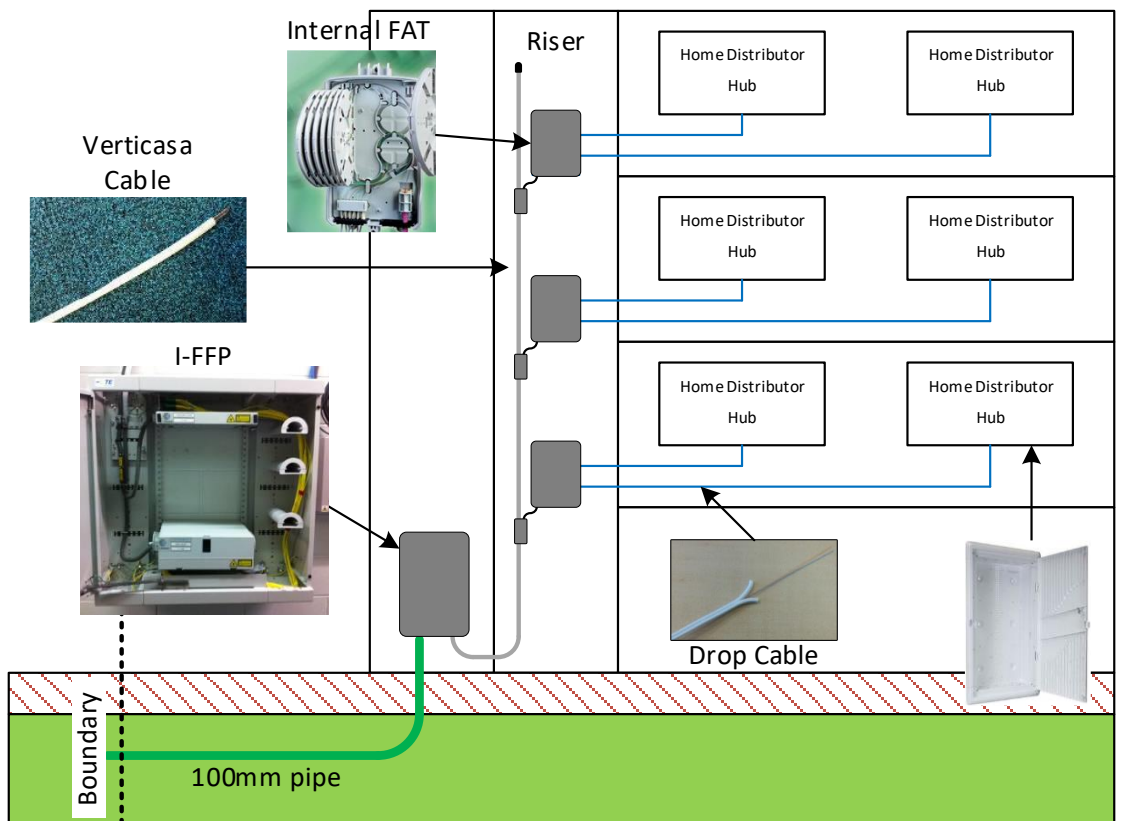 Internal FAT
Riser
Home Distributor
Hub
Home Distributor
Hub
Verticasa
Cable
Home Distributor
Hub
Home Distributor
Hub
I-FFP
TE
Home Distributor
Hub
Home Distributor
Hub
Drop Cable
Boundary
100mm pipe